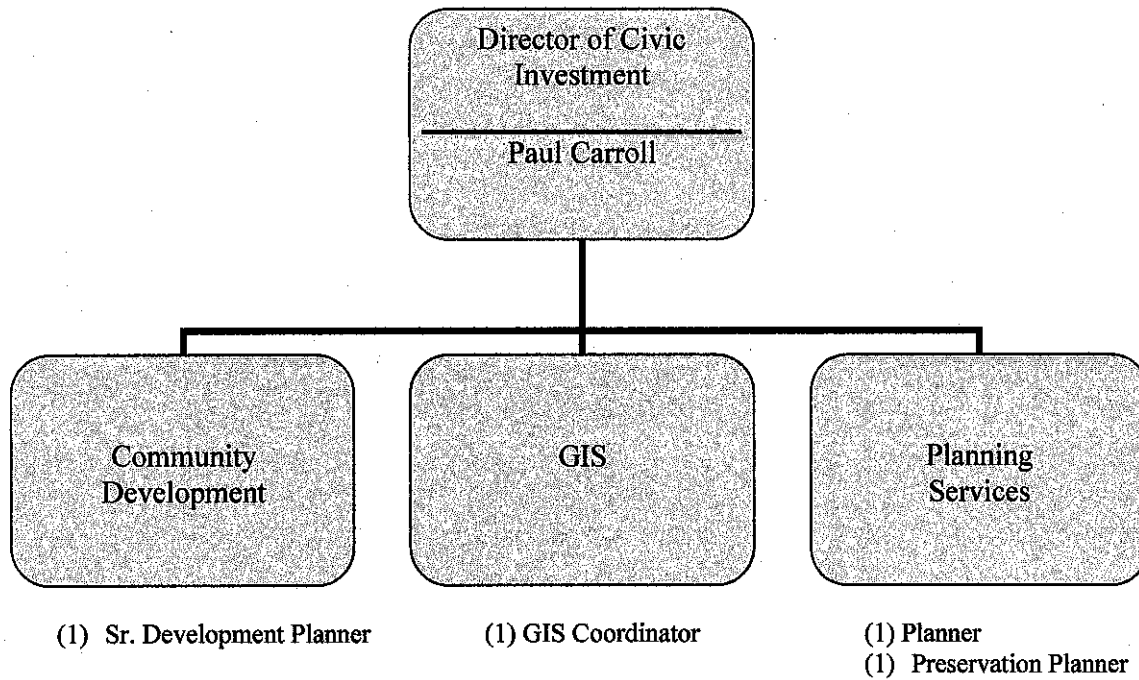 Director of Civic
Investment
Paul Carroll
Community
Development
GIS
Planning
Services
(1) Sr. Development Planner
(1) GIS Coordinator
(1) Planner
(1) Preservation Planner